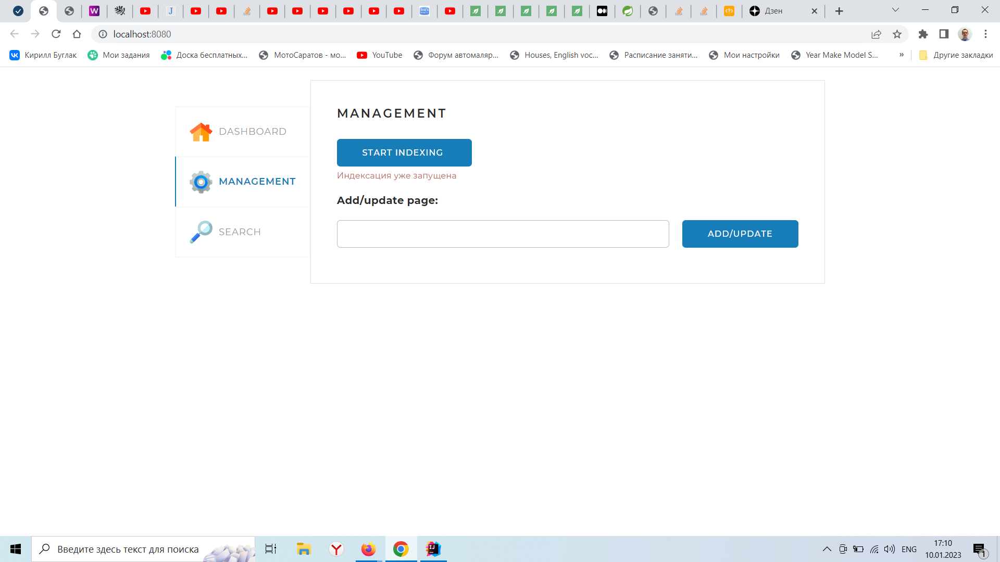 Дзен
localhost:8080
Кирилл Буглак
Мои задания
Доска бесплатных...
МотоСаратов - мо...
YouTube
Форум автомаляр...
Houses, English voc...
Расписание заняти...
Мои настройки
Year Make Model S...
»
Другие закладки
DASHBOARD
MANAGEMENT
SEARCH
MANAGEMENT
START INDEXING
Индексация уже запущена
Add/update page:
ADD/UPDATE
Введите здесь текст для поиска
ENG
17:10
10.01.2023
1